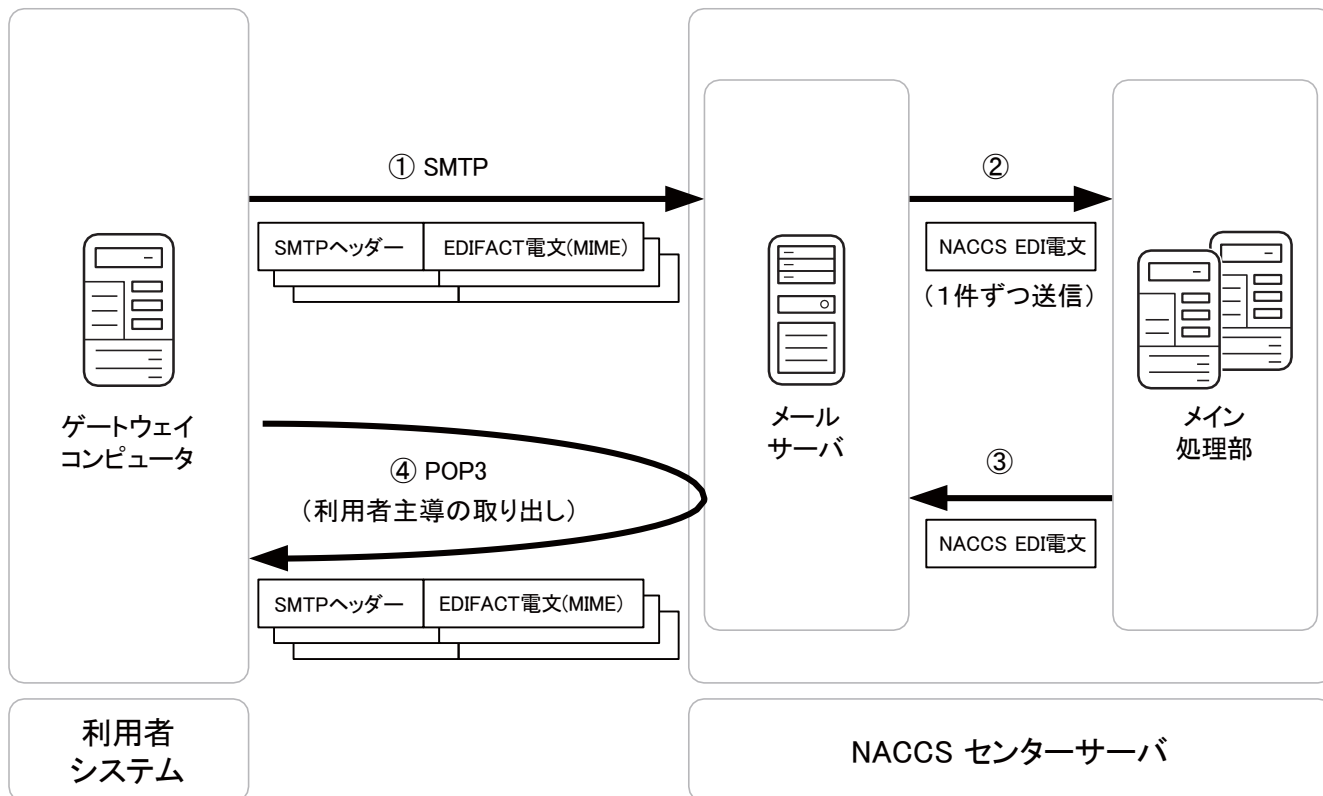 ① SMTP
SMTPヘッダー
EDIFACT電文(MIME)
②
NACCS EDI電文
（1件ずつ送信）
ゲートウェイ
コンピュータ
メール
サーバ
メイン
処理部
④ POP3
（利用者主導の取り出し）
③
NACCS EDI電文
SMTPヘッダー
EDIFACT電文(MIME)
利用者
システム
NACCS センターサーバ